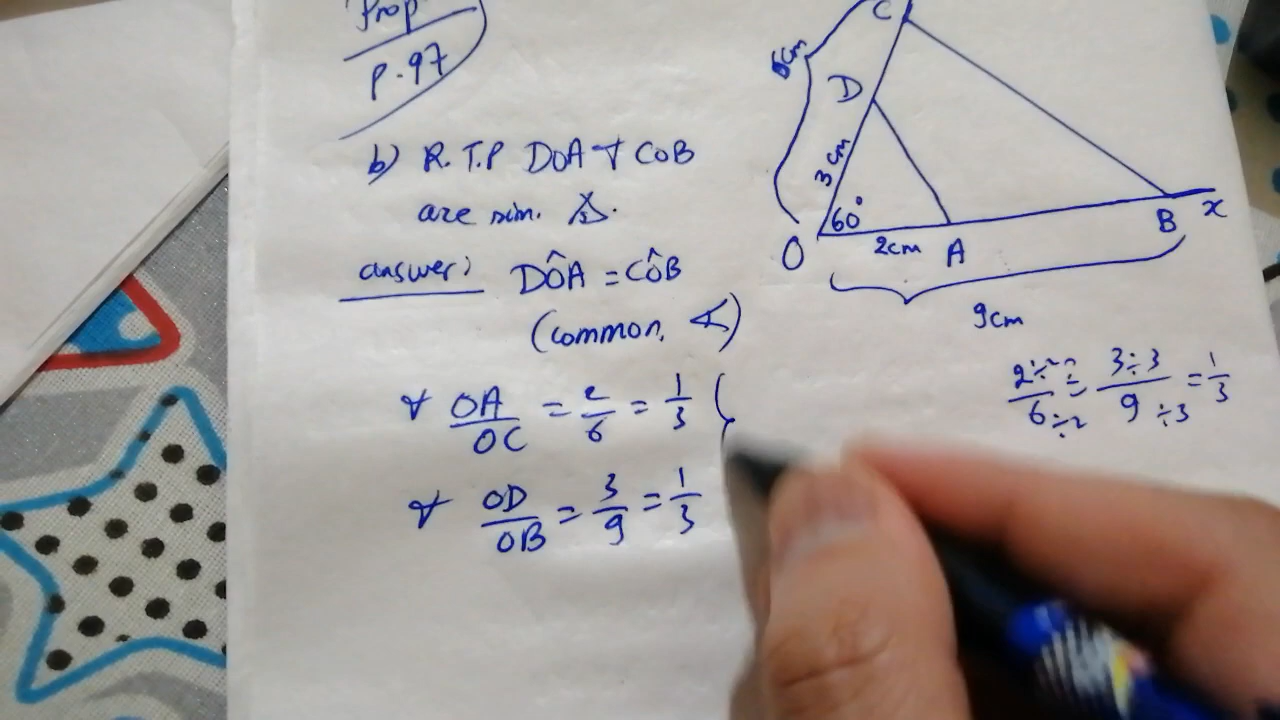 Prop
P.97
b) R.T.P DOA & COB
are sim. Δs.
answer: DÔA = CÔB
(common, ∢)
& OA/OC = 2/6 = 1/3 {
& OD/OB = 3/9 = 1/3
C
6cm
D
3cm
60°
O
2cm
A
B
x
9cm
2÷2/6÷2 = 3÷3/9÷3 = 1/3